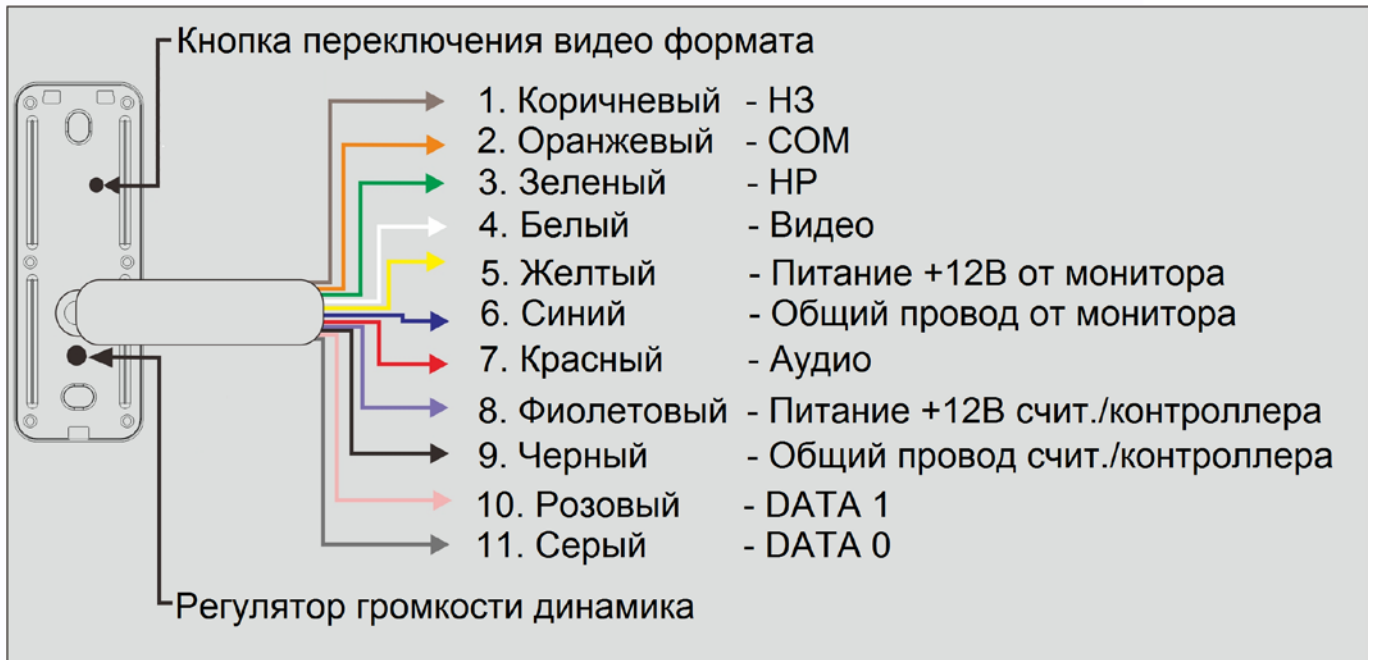 Кнопка переключения видео формата
1. Коричневый - НЗ
2. Оранжевый - COM
3. Зеленый - НР
4. Белый - Видео
5. Желтый - Питание +12В от монитора
6. Синий - Общий провод от монитора
7. Красный - Аудио
8. Фиолетовый - Питание +12В счит./контроллера
9. Черный - Общий провод счит./контроллера
10. Розовый - DATA 1
11. Серый - DATA 0
Регулятор громкости динамика